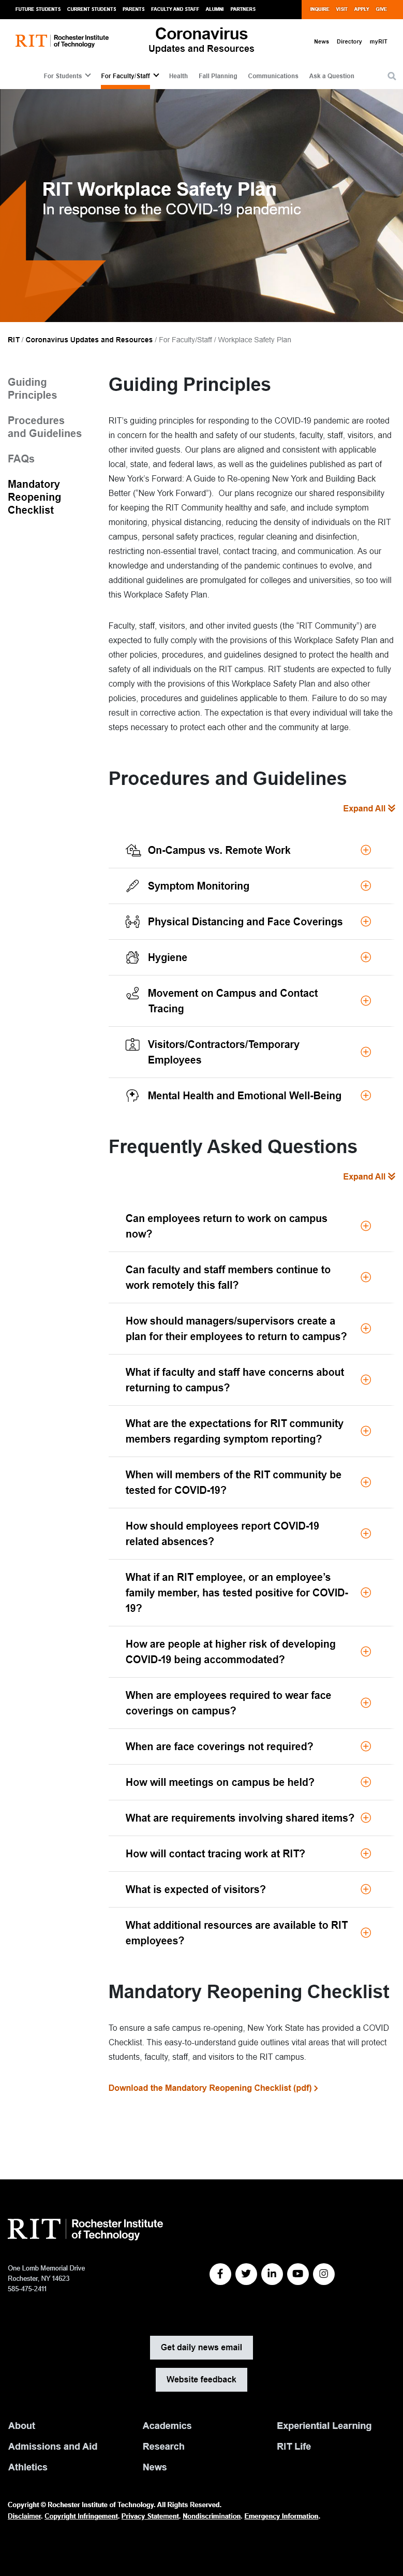 FUTURE STUDENTS CURRENT STUDENTS PARENTS FACULTY AND STAFF ALUMNI PARTNERS INQUIRE VISIT APPLY GIVE
RIT Rochester Institute of Technology
Coronavirus
Updates and Resources
News Directory myRIT
For Students For Faculty/Staff Health Fall Planning Communications Ask a Question
RIT Workplace Safety Plan
In response to the COVID-19 pandemic
RIT / Coronavirus Updates and Resources / For Faculty/Staff / Workplace Safety Plan
Guiding
Principles
Procedures
and Guidelines
FAQs
Mandatory
Reopening
Checklist
Guiding Principles
RIT's guiding principles for responding to the COVID-19 pandemic are rooted
in concern for the health and safety of our students, faculty, staff, visitors, and
other invited guests. Our plans are aligned and consistent with applicable
local, state, and federal laws, as well as the guidelines published as part of
New York's Forward: A Guide to Re-opening New York and Building Back
Better ("New York Forward"). Our plans recognize our shared responsibility
for keeping the RIT Community healthy and safe, and include symptom
monitoring, physical distancing, reducing the density of individuals on the RIT
campus, personal safety practices, regular cleaning and disinfection,
restricting non-essential travel, contact tracing, and communication. As our
knowledge and understanding of the pandemic continues to evolve, and
additional guidelines are promulgated for colleges and universities, so will
this Workplace Safety Plan.
Faculty, staff, visitors, and other invited guests (the "RIT Community") are
expected to fully comply with the provisions of this Workplace Safety Plan and
other policies, procedures, and guidelines designed to protect the health and
safety of all individuals on the RIT campus. RIT students are expected to fully
comply with the provisions of this Workplace Safety Plan and also other
policies, procedures and guidelines applicable to them. Failure to do so may
result in corrective action. The expectation is that every individual will take the
steps necessary to protect each other and the community at large.
Procedures and Guidelines
Expand All
On-Campus vs. Remote Work
Symptom Monitoring
Physical Distancing and Face Coverings
Hygiene
Movement on Campus and Contact
Tracing
Visitors/Contractors/Temporary
Employees
Mental Health and Emotional Well-Being
Frequently Asked Questions
Expand All
Can employees return to work on campus
now?
Can faculty and staff members continue to
work remotely this fall?
How should managers/supervisors create a
plan for their employees to return to campus?
What if faculty and staff have concerns about
returning to campus?
What are the expectations for RIT community
members regarding symptom reporting?
When will members of the RIT community be
tested for COVID-19?
How should employees report COVID-19
related absences?
What if an RIT employee, or an employee's
family member, has tested positive for COVID-
19?
How are people at higher risk of developing
COVID-19 being accommodated?
When are employees required to wear face
coverings on campus?
When are face coverings not required?
How will meetings on campus be held?
What are requirements involving shared items?
How will contact tracing work at RIT?
What is expected of visitors?
What additional resources are available to RIT
employees?
Mandatory Reopening Checklist
To ensure a safe campus re-opening, New York State has provided a COVID
Checklist. This easy-to-understand guide outlines vital areas that will protect
students, faculty, staff, and visitors to the RIT campus.
Download the Mandatory Reopening Checklist (pdf)
RIT Rochester Institute of Technology
One Lomb Memorial Drive
Rochester, NY 14623
585-475-2411
Get daily news email
Website feedback
About Academics Experiential Learning
Admissions and Aid Research RIT Life
Athletics News
Copyright © Rochester Institute of Technology. All Rights Reserved.
Disclaimer. Copyright Infringement. Privacy Statement. Nondiscrimination. Emergency Information.